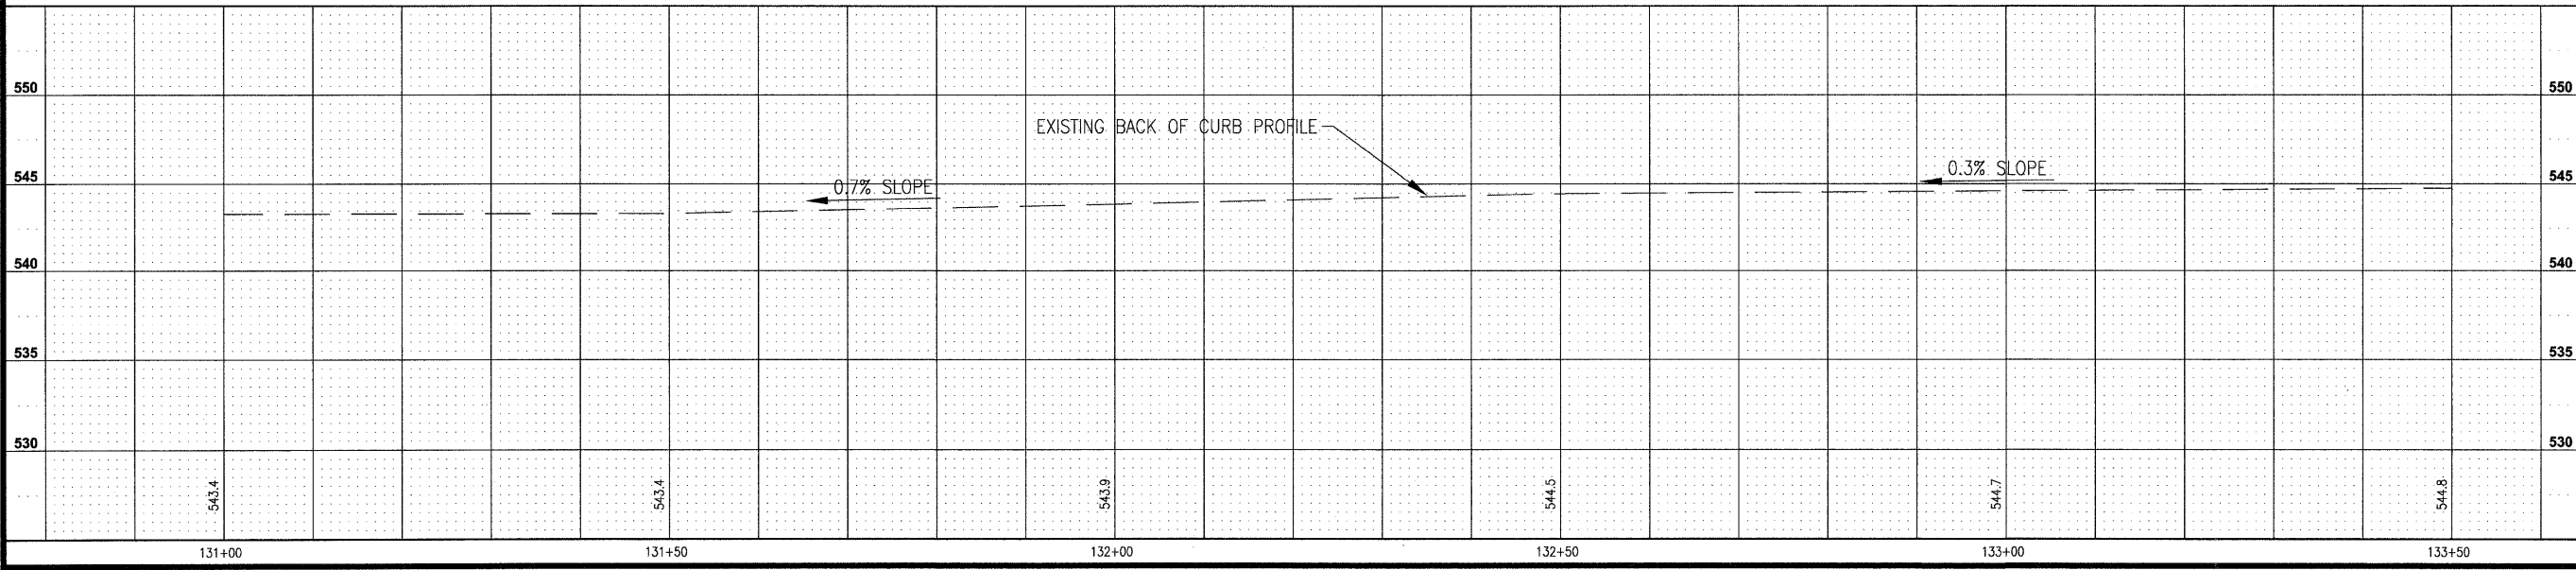 550 550
EXISTING BACK OF CURB PROFILE
0.3% SLOPE
545 545
0.7% SLOPE
540 540
535 535
530 530
543.4 543.4 543.9 544.5 544.7 544.8
131+00 131+50 132+00 132+50 133+00 133+50